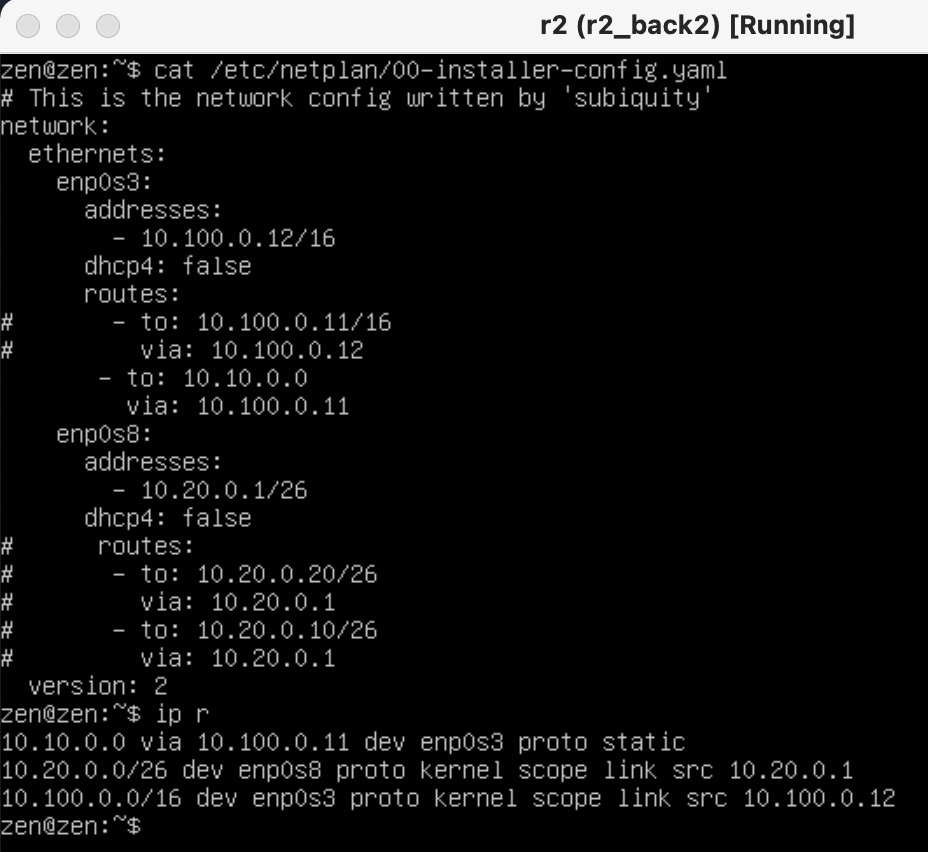 r2 (r2_back2) [Running]
zen@zen:~$ cat /etc/netplan/00-installer-config.yaml
# This is the network config written by 'subiquity'
network:
  ethernets:
    enp0s3:
      addresses:
        - 10.100.0.12/16
      dhcp4: false
      routes:
#       - to: 10.100.0.11/16
#         via: 10.100.0.12
       - to: 10.10.0.0
         via: 10.100.0.11
    enp0s8:
      addresses:
        - 10.20.0.1/26
      dhcp4: false
#      routes:
#       - to: 10.20.0.20/26
#         via: 10.20.0.1
#       - to: 10.20.0.10/26
#         via: 10.20.0.1
  version: 2
zen@zen:~$ ip r
10.10.0.0 via 10.100.0.11 dev enp0s3 proto static
10.20.0.0/26 dev enp0s8 proto kernel scope link src 10.20.0.1
10.100.0.0/16 dev enp0s3 proto kernel scope link src 10.100.0.12
zen@zen:~$